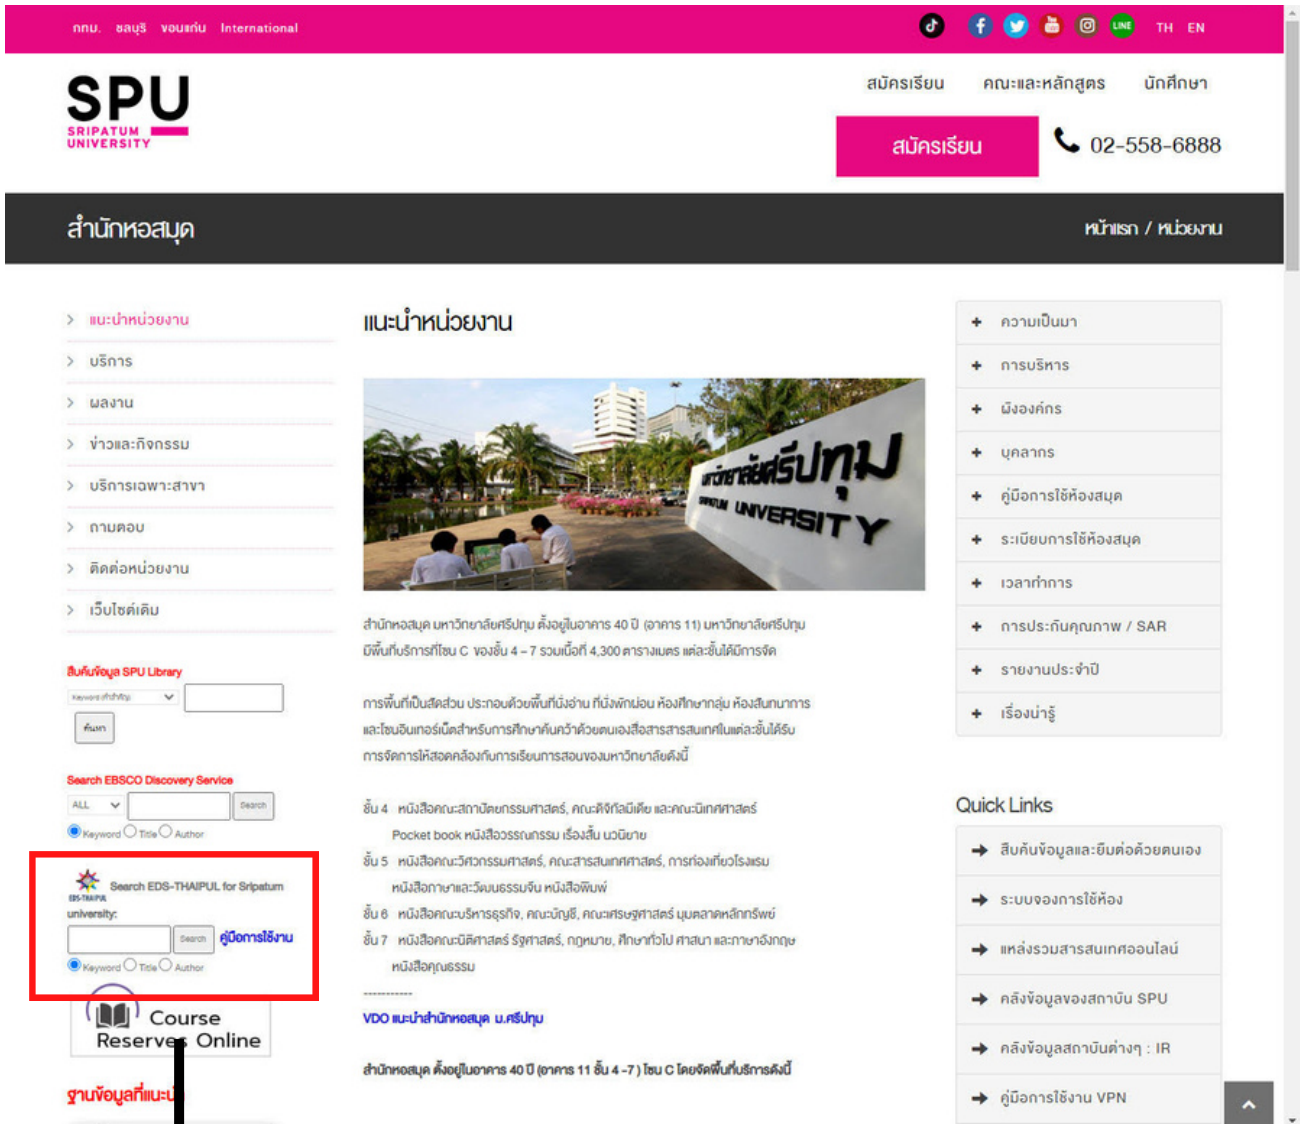 กทม. ชลบุรี ขอนแก่น International
LINE TH EN
SPU
SRIPATUM
UNIVERSITY
สมัครเรียน คณะและหลักสูตร นักศึกษา
สมัครเรียน 02-558-6888
สำนักหอสมุด
หน้าแรก / หน่วยงาน
แนะนำหน่วยงาน
บริการ
ผลงาน
ข่าวและกิจกรรม
บริการเฉพาะสาขา
ถามตอบ
ติดต่อหน่วยงาน
เว็บไซต์เดิม
สืบค้นข้อมูล SPU Library
Keyword คำสำคัญ
ค้นหา
Search EBSCO Discovery Service
ALL Search
Keyword Title Author
EDS-THAIPUL Search EDS-THAIPUL for Sripatum
university:
Search คู่มือการใช้งาน
Keyword Title Author
Course
Reserves Online
ฐานข้อมูลที่แนะนำ
แนะนำหน่วยงาน
มหาวิทยาลัยศรีปทุม
SRIPATUM UNIVERSITY
สำนักหอสมุด มหาวิทยาลัยศรีปทุม ตั้งอยู่ในอาคาร 40 ปี (อาคาร 11) มหาวิทยาลัยศรีปทุม
มีพื้นที่บริการที่โซน C ของชั้น 4 – 7 รวมเนื้อที่ 4,300 ตารางเมตร แต่ละชั้นได้มีการจัด
การพื้นที่เป็นสัดส่วน ประกอบด้วยพื้นที่นั่งอ่าน ที่นั่งพักผ่อน ห้องศึกษากลุ่ม ห้องสันทนาการ
และโซนอินเทอร์เน็ตสำหรับการศึกษาค้นคว้าด้วยตนเองสื่อสารสารสนเทศในแต่ละชั้นได้รับ
การจัดการให้สอดคล้องกับการเรียนการสอนของมหาวิทยาลัยดังนี้
ชั้น 4 หนังสือคณะสถาปัตยกรรมศาสตร์, คณะดิจิทัลมีเดีย และคณะนิเทศศาสตร์
Pocket book หนังสือวรรณกรรม เรื่องสั้น นวนิยาย
ชั้น 5 หนังสือคณะวิศวกรรมศาสตร์, คณะสารสนเทศศาสตร์, การท่องเที่ยวโรงแรม
หนังสือภาษาและวัฒนธรรมจีน หนังสือพิมพ์
ชั้น 6 หนังสือคณะบริหารธุรกิจ, คณะบัญชี, คณะเศรษฐศาสตร์ มุมตลาดหลักทรัพย์
ชั้น 7 หนังสือคณะนิติศาสตร์ รัฐศาสตร์, กฎหมาย, ศึกษาทั่วไป ศาสนา และภาษาอังกฤษ
หนังสือคุณธรรม
-----------
VDO แนะนำสำนักหอสมุด ม.ศรีปทุม
สำนักหอสมุด ตั้งอยู่ในอาคาร 40 ปี (อาคาร 11 ชั้น 4 -7 ) โซน C โดยจัดพื้นที่บริการดังนี้
ความเป็นมา
การบริหาร
ผังองค์กร
บุคลากร
คู่มือการใช้ห้องสมุด
ระเบียบการใช้ห้องสมุด
เวลาทำการ
การประกันคุณภาพ / SAR
รายงานประจำปี
เรื่องน่ารู้
Quick Links
สืบค้นข้อมูลและยืมต่อด้วยตนเอง
ระบบจองการใช้ห้อง
แหล่งรวมสารสนเทศออนไลน์
คลังข้อมูลของสถาบัน SPU
คลังข้อมูลสถาบันต่างๆ : IR
คู่มือการใช้งาน VPN